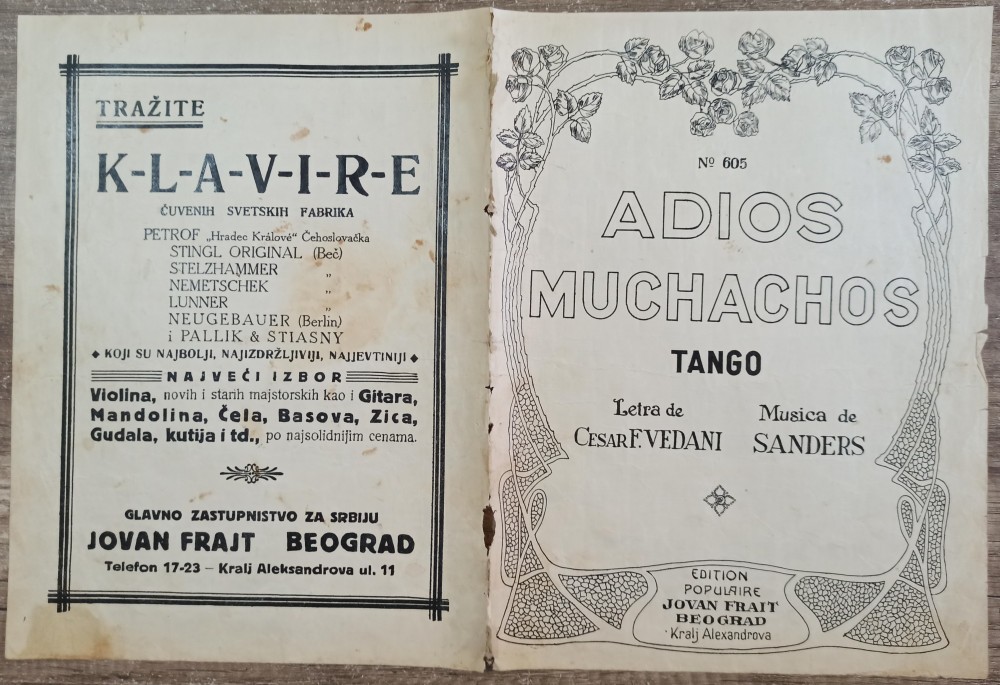 TRAŽITE
K-L-A-V-I-R-E
ČUVENIH SVETSKIH FABRIKA
PETROF „Hradec Králové“ Čehoslovačka
STINGL ORIGINAL (Beč)
STELZHAMMER „
NEMETSCHEK „
LUNNER „
NEUGEBAUER (Berlin)
i PALLIK & STIASNY
◆ KOJI SU NAJBOLJI, NAJIZDRŽLJIVIJI, NAJJEVTINIJI ◆
NAJVEĆI IZBOR
Violina, novih i starih majstorskih kao i Gitara,
Mandolina, Čela, Basova, Zica,
Gudala, kutija i td., po najsolidnijim cenama.
GLAVNO ZASTUPNISTVO ZA SRBIJU
JOVAN FRAJT BEOGRAD
Telefon 17-23 – Kralj Aleksandrova ul. 11
Nº 605
ADIOS
MUCHACHOS
TANGO
Letra de
CESAR F. VEDANI
Musica de
SANDERS
EDITION
POPULAIRE
JOVAN FRAIT
BEOGRAD
Kralj Alexandrova